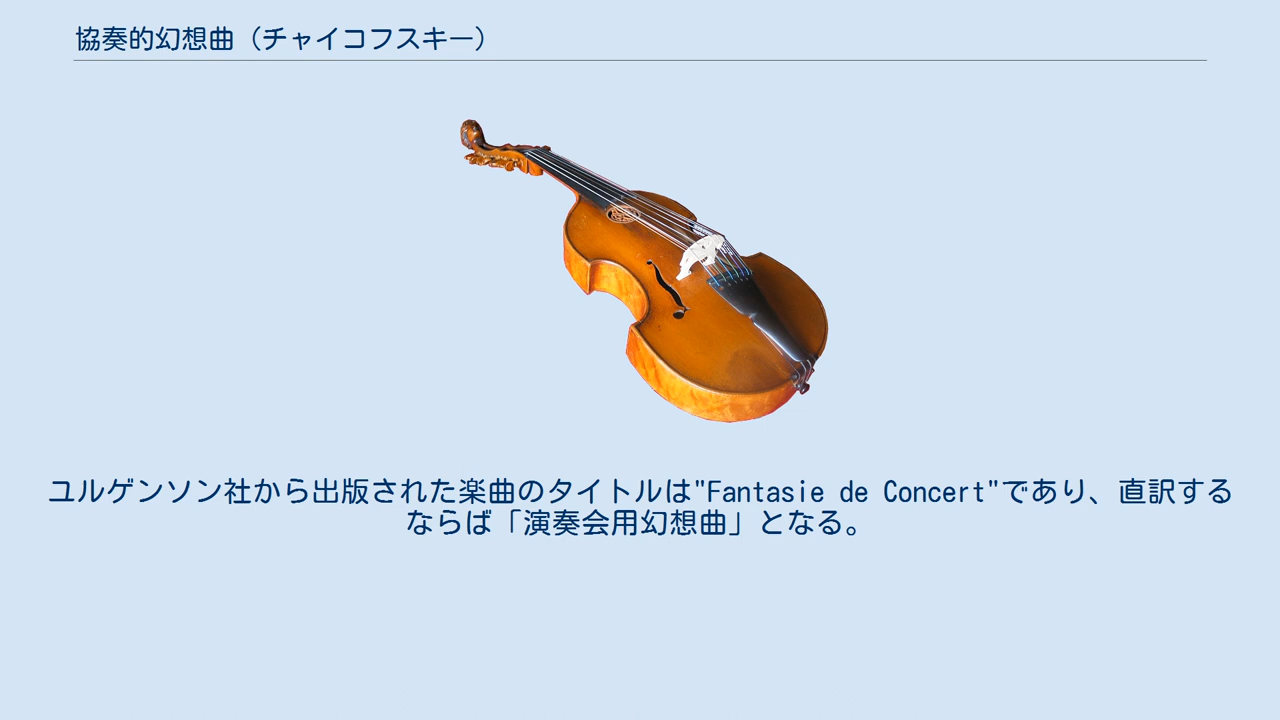 協奏的幻想曲（チャイコフスキー）
ユルゲンソン社から出版された楽曲のタイトルは"Fantasie de Concert"であり、直訳する
ならば「演奏会用幻想曲」となる。